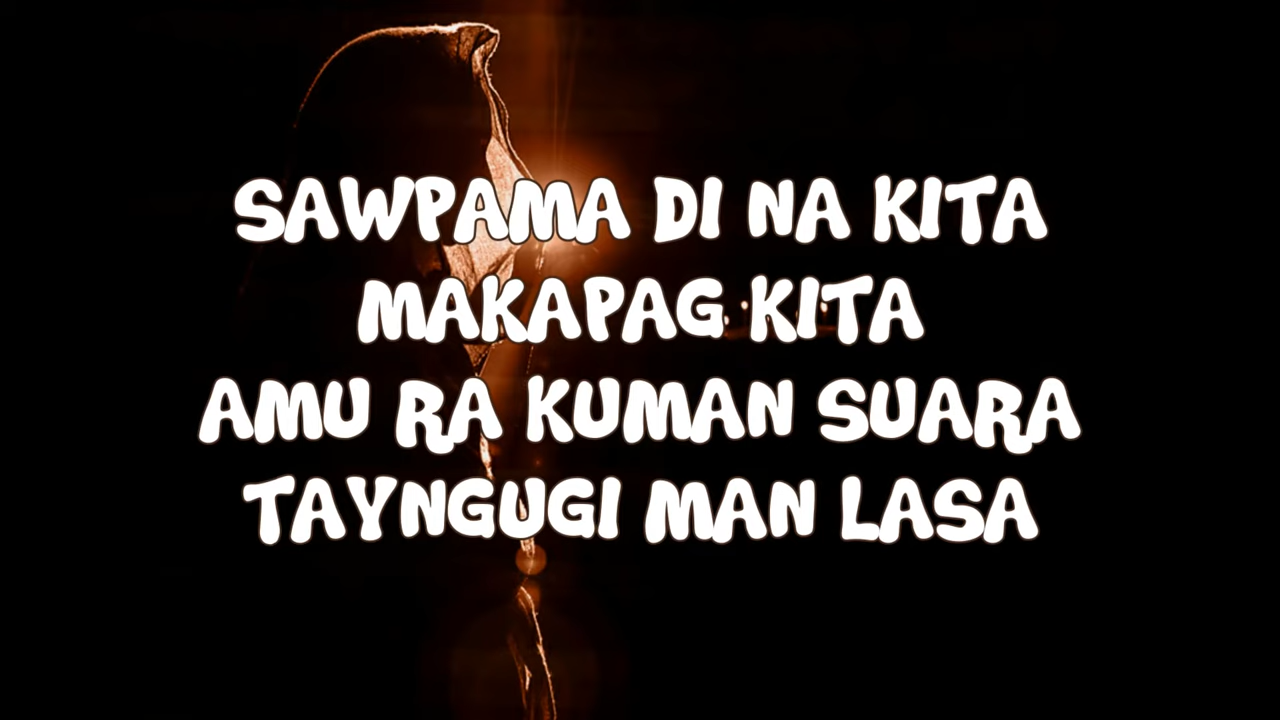 SAWPAMA DI NA KITA
MAKAPAG KITA
AMU RA KUMAN SUARA
TAYNGUGI MAN LASA